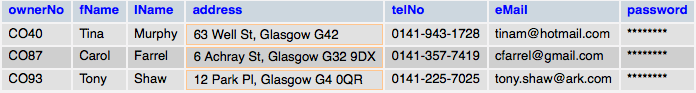 ownerNo fName lName address telNo eMail password
CO40 Tina Murphy 63 Well St, Glasgow G42 0141-943-1728 tinam@hotmail.com ********
CO87 Carol Farrel 6 Achray St, Glasgow G32 9DX 0141-357-7419 cfarrel@gmail.com ********
CO93 Tony Shaw 12 Park Pl, Glasgow G4 0QR 0141-225-7025 tony.shaw@ark.com ********